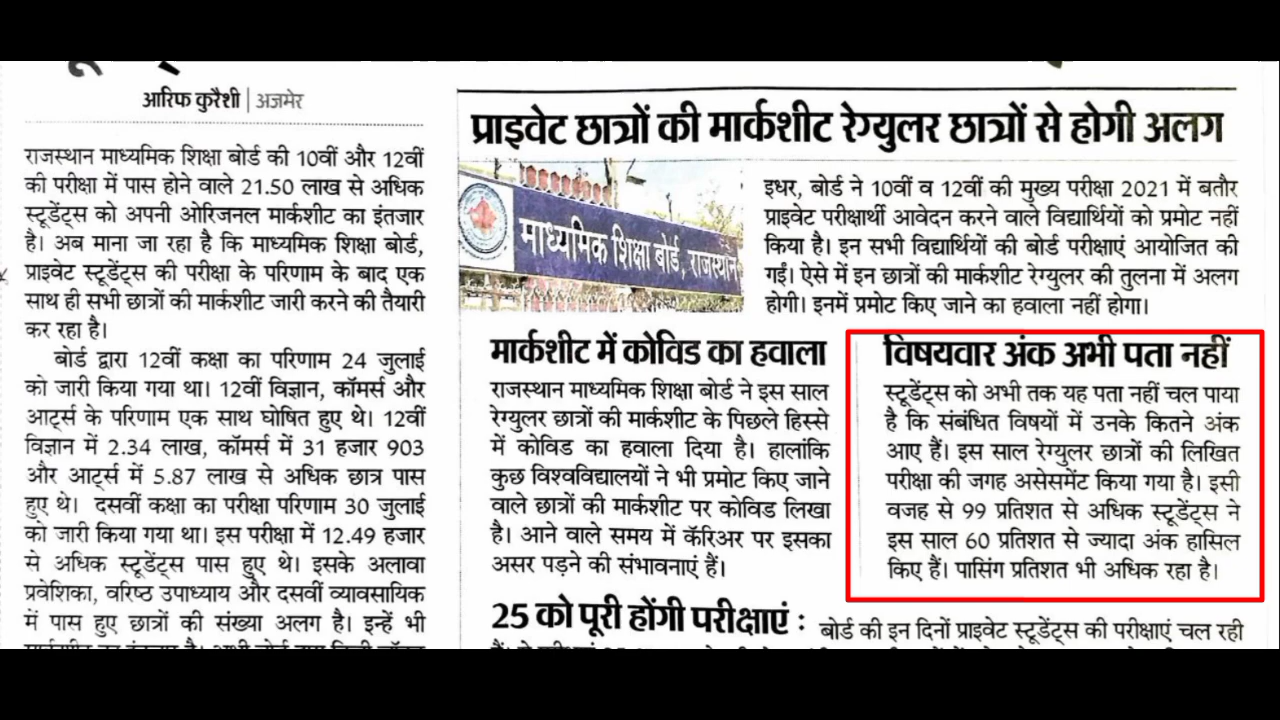 आरिफ कुरैशी | अजमेर
राजस्थान माध्यमिक शिक्षा बोर्ड की 10वीं और 12वीं
की परीक्षा में पास होने वाले 21.50 लाख से अधिक
स्टूडेंट्स को अपनी ओरिजनल मार्कशीट का इंतजार
है। अब माना जा रहा है कि माध्यमिक शिक्षा बोर्ड,
प्राइवेट स्टूडेंट्स की परीक्षा के परिणाम के बाद एक
साथ ही सभी छात्रों की मार्कशीट जारी करने की तैयारी
कर रहा है।
बोर्ड द्वारा 12वीं कक्षा का परिणाम 24 जुलाई
को जारी किया गया था। 12वीं विज्ञान, कॉमर्स और
आर्ट्स के परिणाम एक साथ घोषित हुए थे। 12वीं
विज्ञान में 2.34 लाख, कॉमर्स में 31 हजार 903
और आर्ट्स में 5.87 लाख से अधिक छात्र पास
हुए थे। दसवीं कक्षा का परीक्षा परिणाम 30 जुलाई
को जारी किया गया था। इस परीक्षा में 12.49 हजार
से अधिक स्टूडेंट्स पास हुए थे। इसके अलावा
प्रवेशिका, वरिष्ठ उपाध्याय और दसवीं व्यावसायिक
में पास हुए छात्रों की संख्या अलग है। इन्हें भी
प्राइवेट छात्रों की मार्कशीट रेग्युलर छात्रों से होगी अलग
माध्यमिक शिक्षा बोर्ड, राजस्थान
इधर, बोर्ड ने 10वीं व 12वीं की मुख्य परीक्षा 2021 में बतौर
प्राइवेट परीक्षार्थी आवेदन करने वाले विद्यार्थियों को प्रमोट नहीं
किया है। इन सभी विद्यार्थियों की बोर्ड परीक्षाएं आयोजित की
गईं। ऐसे में इन छात्रों की मार्कशीट रेग्युलर की तुलना में अलग
होगी। इनमें प्रमोट किए जाने का हवाला नहीं होगा।
मार्कशीट में कोविड का हवाला
राजस्थान माध्यमिक शिक्षा बोर्ड ने इस साल
रेग्युलर छात्रों की मार्कशीट के पिछले हिस्से
में कोविड का हवाला दिया है। हालांकि
कुछ विश्वविद्यालयों ने भी प्रमोट किए जाने
वाले छात्रों की मार्कशीट पर कोविड लिखा
है। आने वाले समय में कॅरिअर पर इसका
असर पड़ने की संभावनाएं हैं।
विषयवार अंक अभी पता नहीं
स्टूडेंट्स को अभी तक यह पता नहीं चल पाया
है कि संबंधित विषयों में उनके कितने अंक
आए हैं। इस साल रेग्युलर छात्रों की लिखित
परीक्षा की जगह असेसमेंट किया गया है। इसी
वजह से 99 प्रतिशत से अधिक स्टूडेंट्स ने
इस साल 60 प्रतिशत से ज्यादा अंक हासिल
किए हैं। पासिंग प्रतिशत भी अधिक रहा है।
25 को पूरी होंगी परीक्षाएं :
बोर्ड की इन दिनों प्राइवेट स्टूडेंट्स की परीक्षाएं चल रही